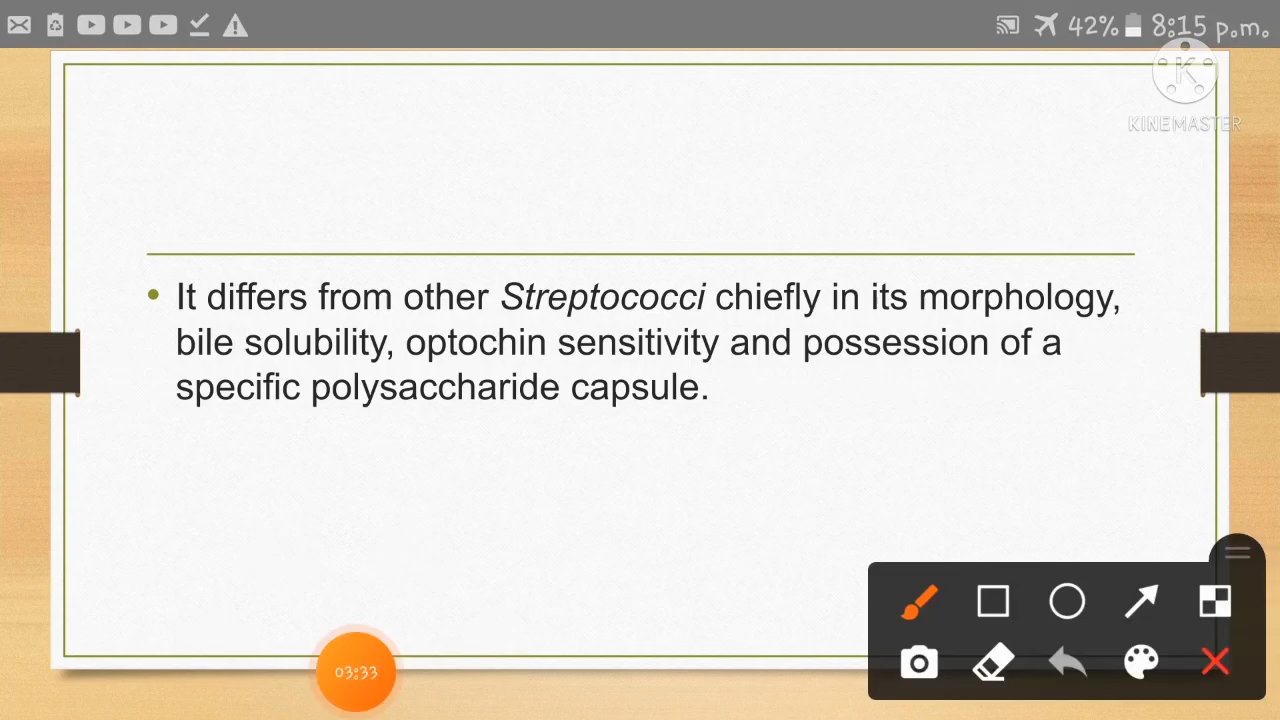 42% 8:15 p.m.
KINEMASTER
• It differs from other Streptococci chiefly in its morphology,
bile solubility, optochin sensitivity and possession of a
specific polysaccharide capsule.
03:33